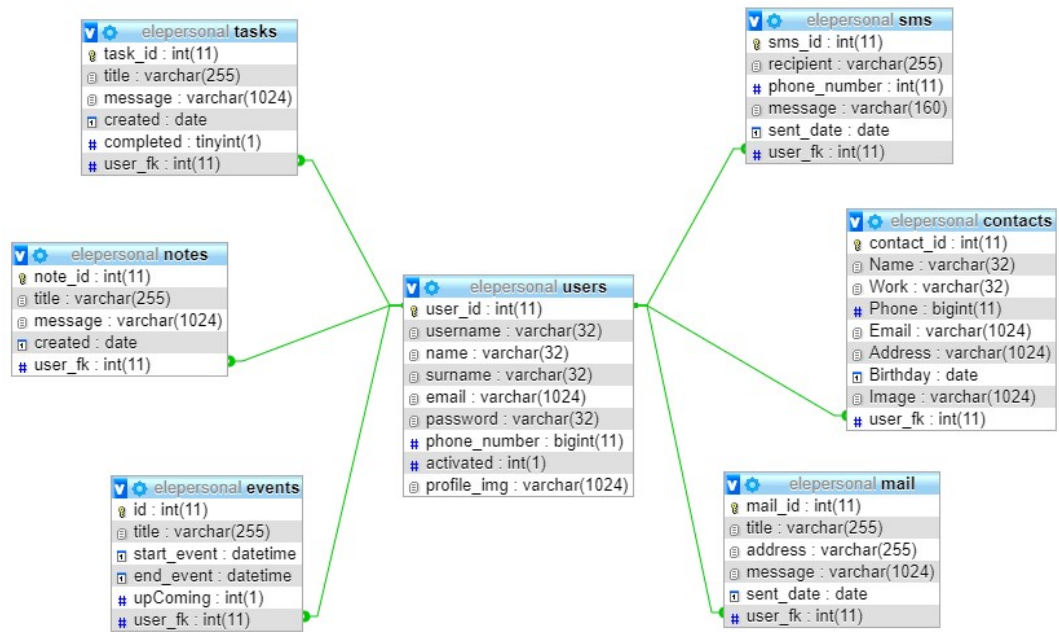 elepersonal tasks
task_id : int(11)
title : varchar(255)
message : varchar(1024)
created : date
completed : tinyint(1)
user_fk : int(11)
elepersonal sms
sms_id : int(11)
recipient : varchar(255)
phone_number : int(11)
message : varchar(160)
sent_date : date
user_fk : int(11)
elepersonal notes
note_id : int(11)
title : varchar(255)
message : varchar(1024)
created : date
user_fk : int(11)
elepersonal users
user_id : int(11)
username : varchar(32)
name : varchar(32)
surname : varchar(32)
email : varchar(1024)
password : varchar(32)
phone_number : bigint(11)
activated : int(1)
profile_img : varchar(1024)
elepersonal contacts
contact_id : int(11)
Name : varchar(32)
Work : varchar(32)
Phone : bigint(11)
Email : varchar(1024)
Address : varchar(1024)
Birthday : date
Image : varchar(1024)
user_fk : int(11)
elepersonal events
id : int(11)
title : varchar(255)
start_event : datetime
end_event : datetime
upComing : int(1)
user_fk : int(11)
elepersonal mail
mail_id : int(11)
title : varchar(255)
address : varchar(255)
message : varchar(1024)
sent_date : date
user_fk : int(11)